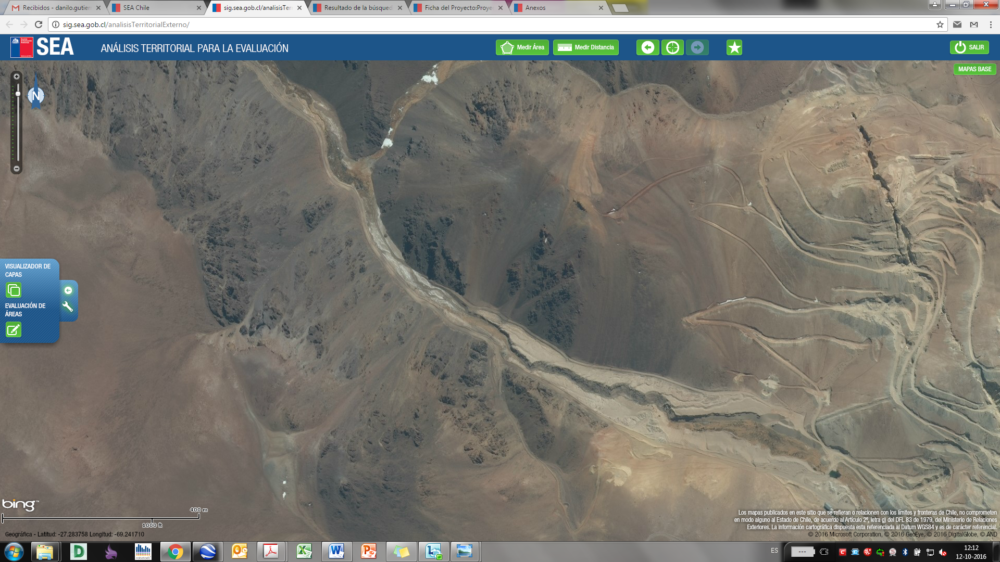 Recibidos - danilo.gutien
SEA Chile
sig.sea.gob.cl/analisisTer
Resultado de la búsqued
Ficha del Proyecto:Proye
Anexos
sig.sea.gob.cl/analisisTerritorialExterno/
SEA
ANÁLISIS TERRITORIAL PARA LA EVALUACIÓN
Medir Área
Medir Distancia
SALIR
MAPAS BASE
N
VISUALIZADOR DE
CAPAS
EVALUACIÓN DE
ÁREAS
bing™
400 m
1000 ft
Geográfica - Latitud: -27.283758 Longitud: -69.241710
Los mapas publicados en este sitio que se refieran o relacionen con los límites y fronteras de Chile, no comprometen
en modo alguno al Estado de Chile, de acuerdo al Artículo 2º, letra g) del DFL 83 de 1979, del Ministerio de Relaciones
Exteriores. La información cartográfica dispuesta esta referenciada al Datum WGS84 y es de carácter referencial.
© 2016 Microsoft Corporation, © 2016 GeoEye, © 2016 DigitalGlobe, © AND
ES
---
12:12
12-10-2016